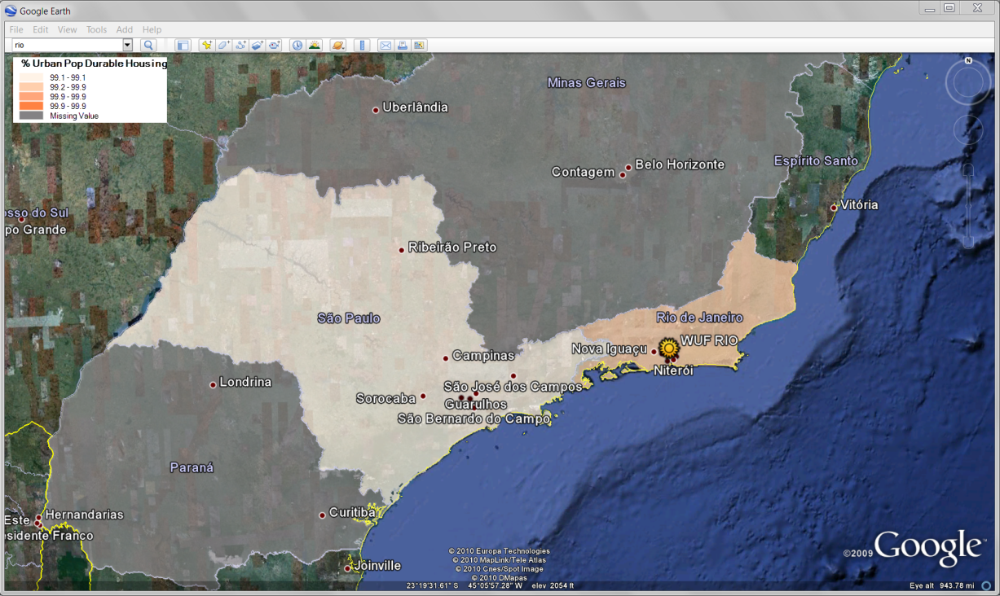 Google Earth
File Edit View Tools Add Help
rio
% Urban Pop Durable Housing
99.1 - 99.1
99.2 - 99.9
99.9 - 99.9
99.9 - 99.9
Missing Value
N
Minas Gerais
Uberlândia
Belo Horizonte
Contagem
Espírito Santo
Vitória
osso do Sul
po Grande
Ribeirão Preto
São Paulo
Rio de Janeiro
WUF RIO
Nova Iguaçu
Campinas
Niterói
Londrina
São José dos Campos
Sorocaba
Guarulhos
São Bernardo do Campo
Paraná
Hernandarias
Curitiba
Este
esidente Franco
Joinville
©2009 Google™
© 2010 Europa Technologies
© 2010 MapLink/Tele Atlas
© 2010 Cnes/Spot Image
© 2010 DMapas
23°19'31.61" S 45°05'57.28" W elev 2054 ft
Eye alt 943.78 mi